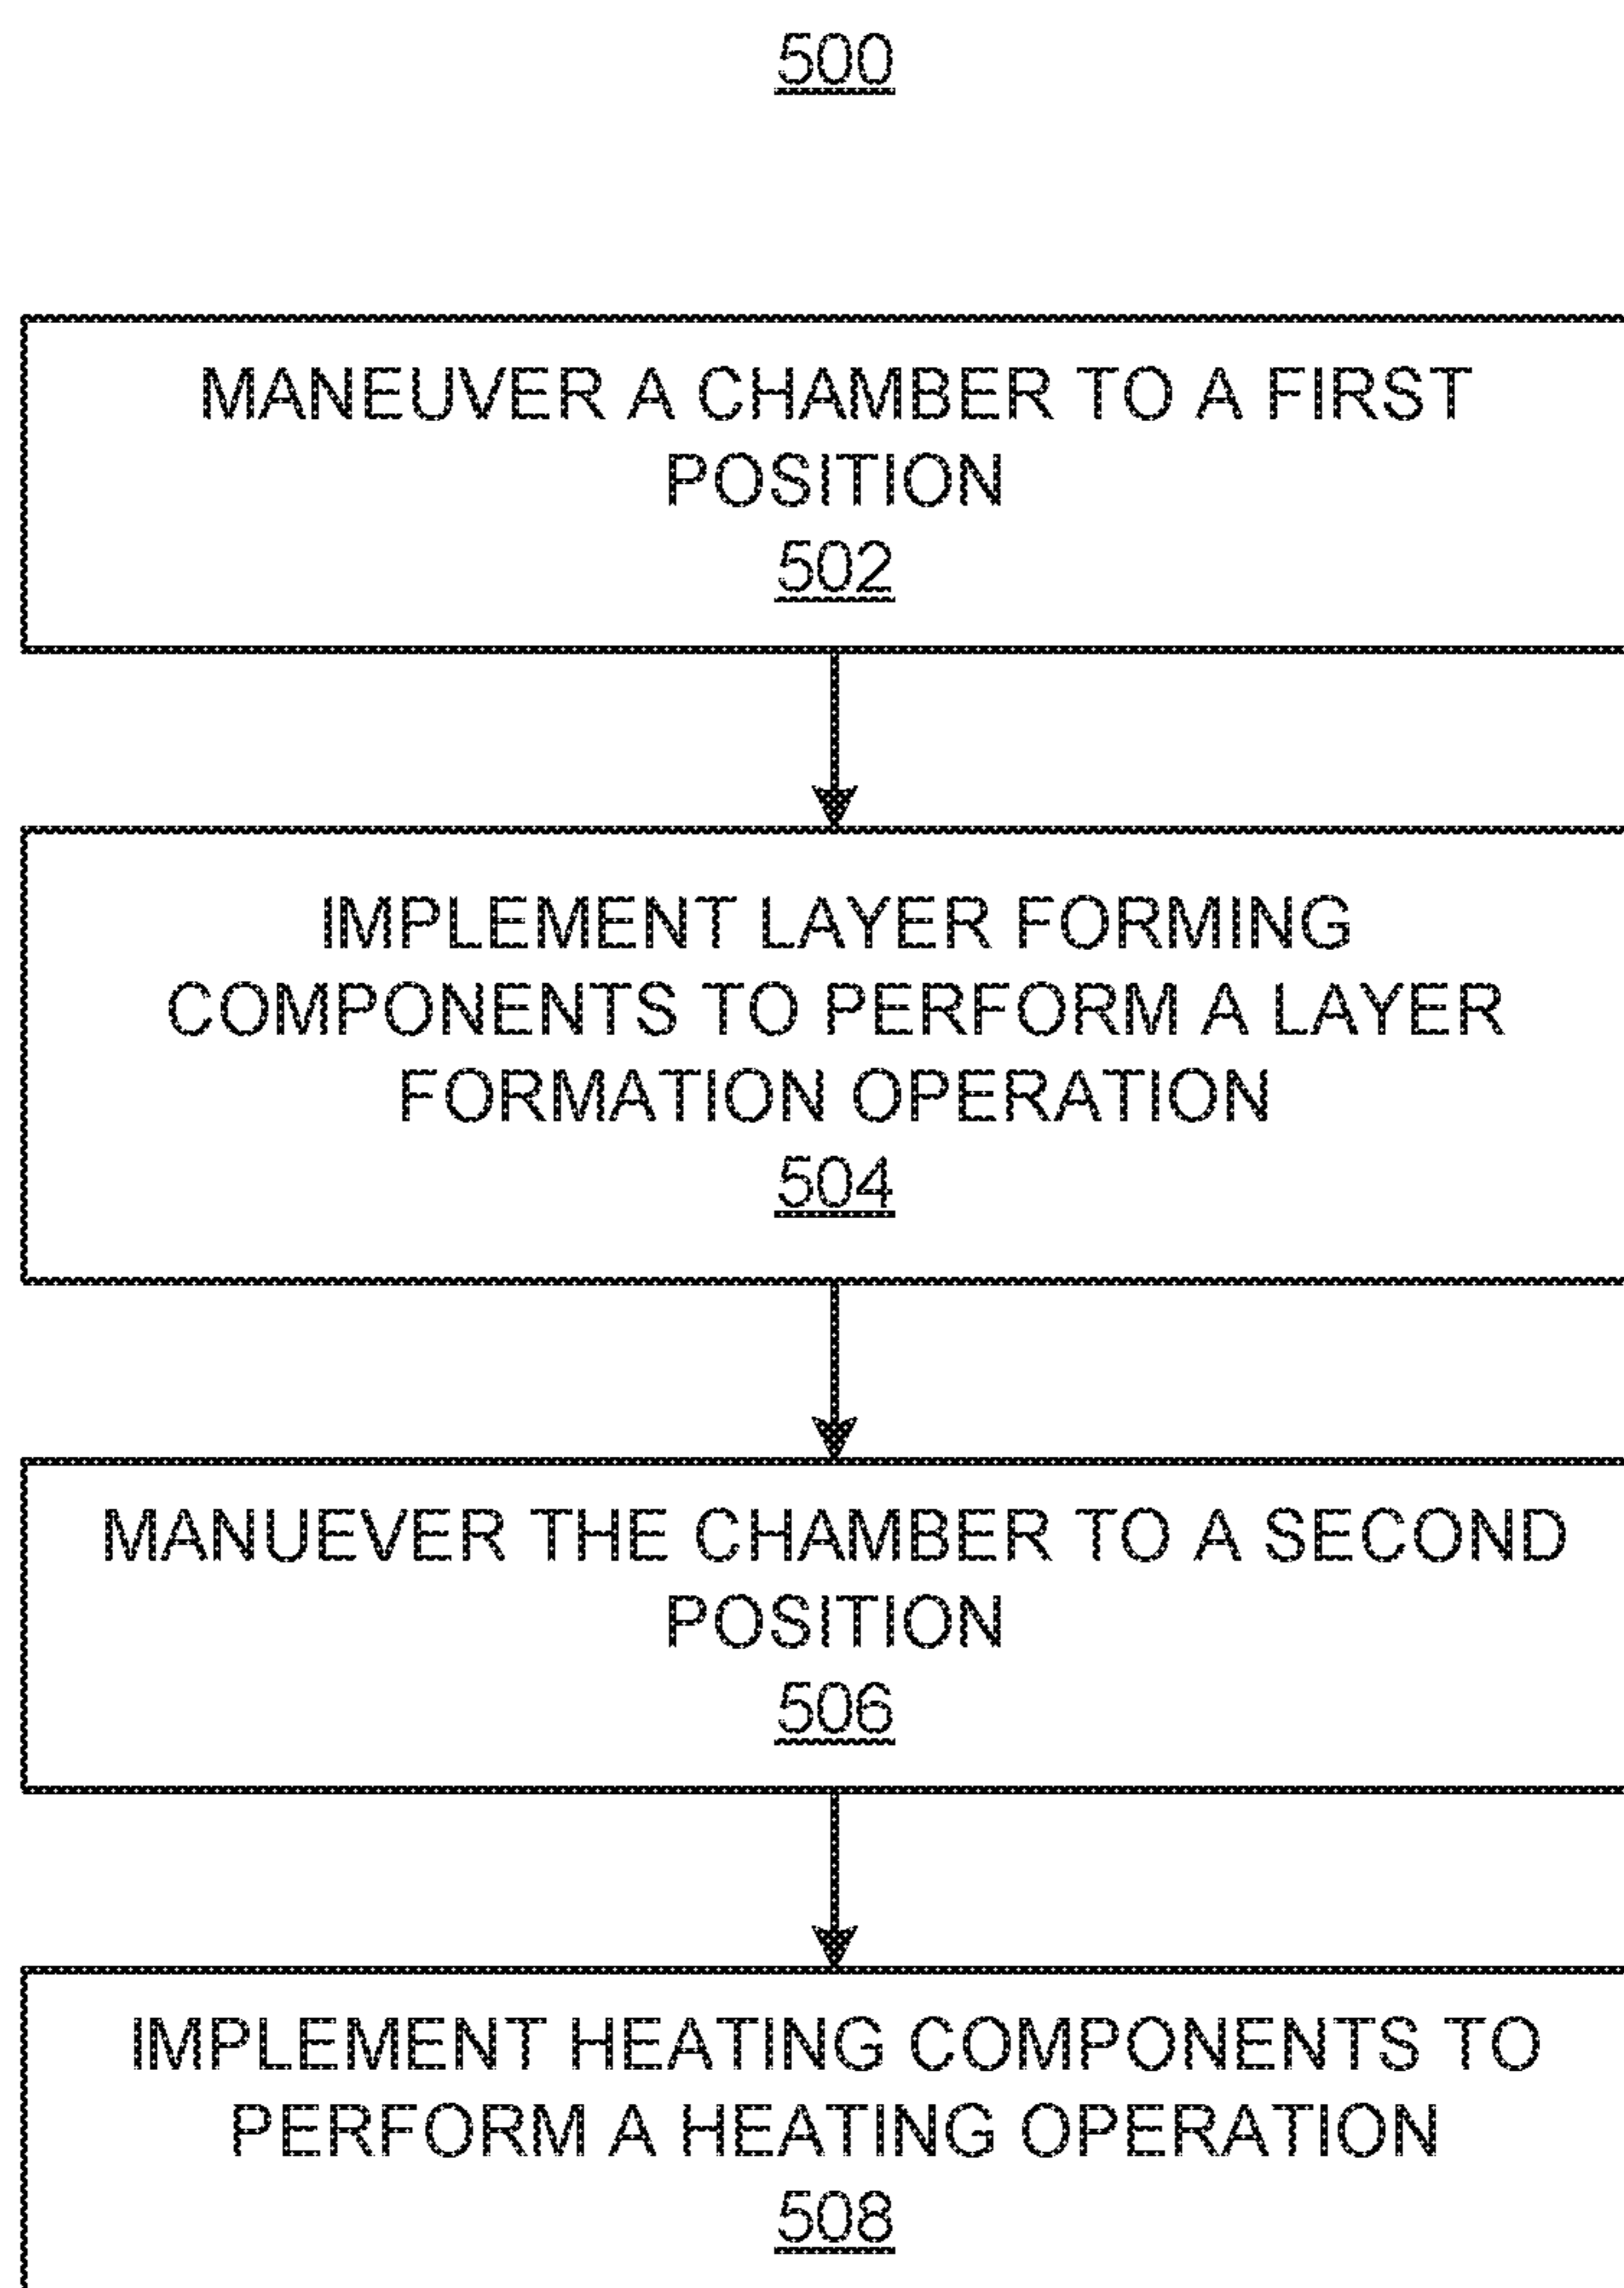 500
MANEUVER A CHAMBER TO A FIRST
POSITION
502
IMPLEMENT LAYER FORMING
COMPONENTS TO PERFORM A LAYER
FORMATION OPERATION
504
MANUEVER THE CHAMBER TO A SECOND
POSITION
506
IMPLEMENT HEATING COMPONENTS TO
PERFORM A HEATING OPERATION
508